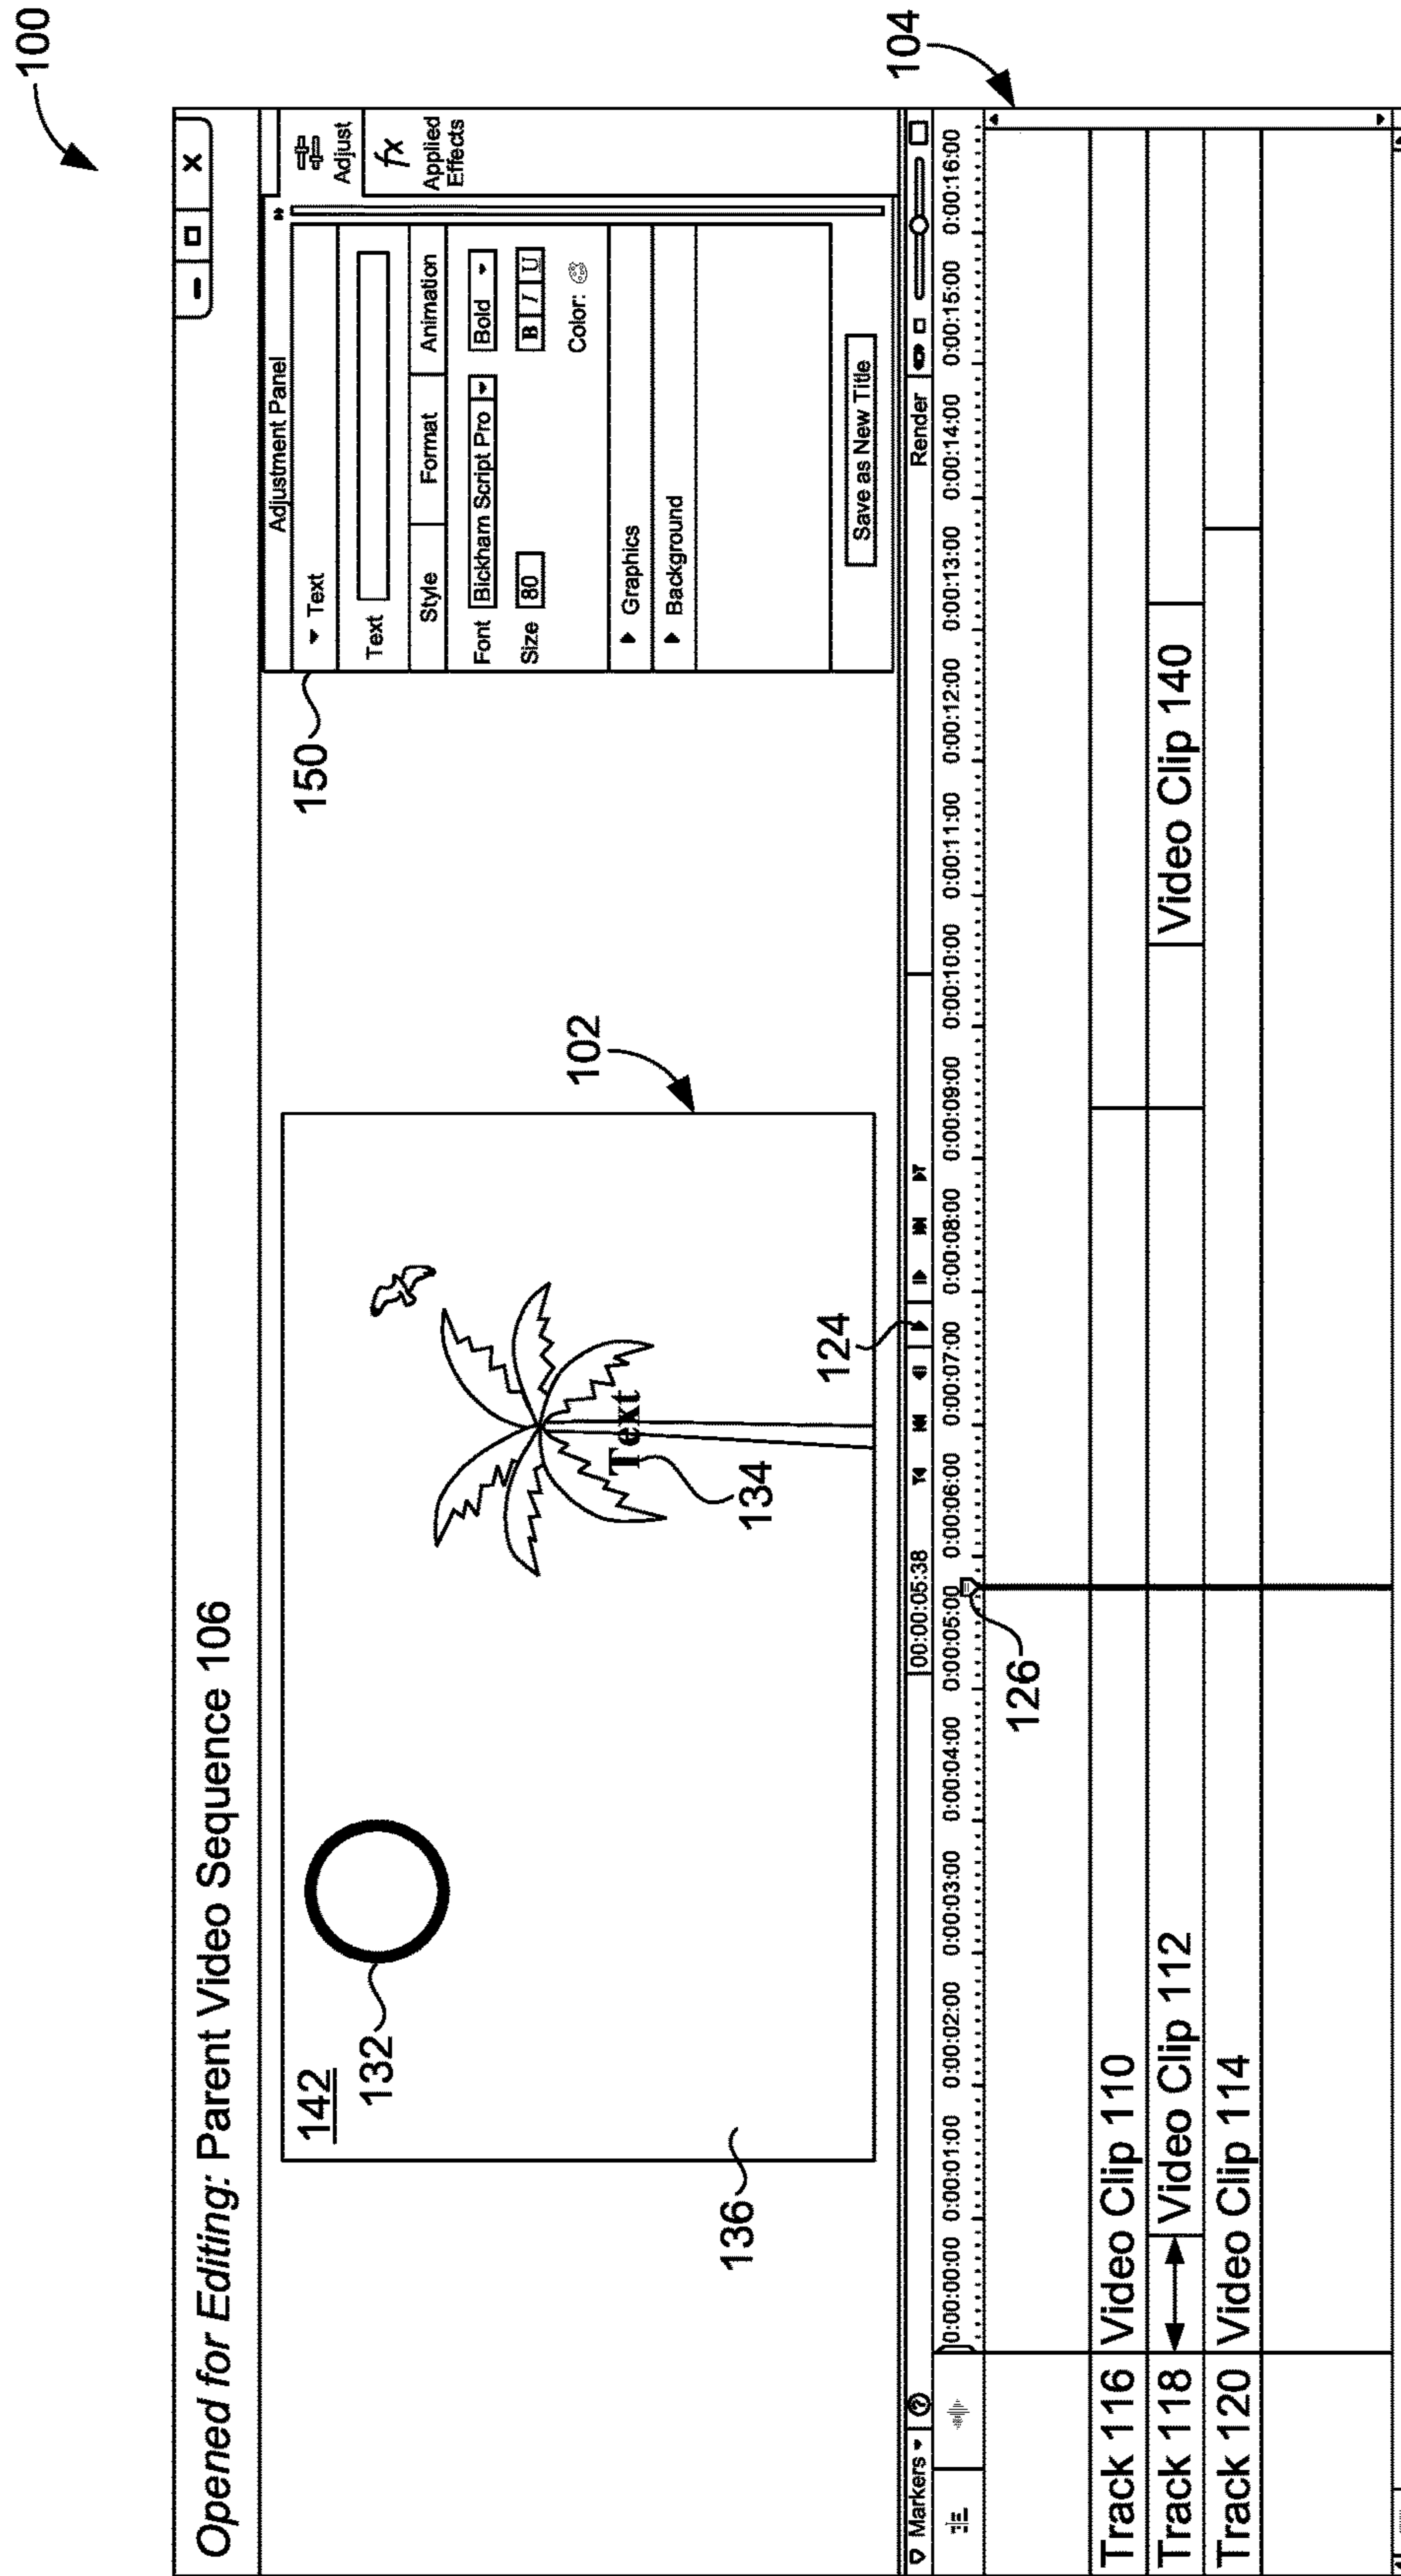 100
Opened for Editing: Parent Video Sequence 106
142
132
136
134
102
124
150
Adjustment Panel
Text
Text
Style Format Animation
Font Bickham Script Pro Bold
Size 80 B I U
Color:
Graphics
Background
Save as New Title
Adjust
fx
Applied
Effects
Markers ? 00:00:05:38 Render
0:00:00:00 0:00:01:00 0:00:02:00 0:00:03:00 0:00:04:00 0:00:05:00 0:00:06:00 0:00:07:00 0:00:08:00 0:00:09:00 0:00:10:00 0:00:11:00 0:00:12:00 0:00:13:00 0:00:14:00 0:00:15:00 0:00:16:00
104
126
Track 116 Video Clip 110
Track 118 Video Clip 112 Video Clip 140
Track 120 Video Clip 114
Text